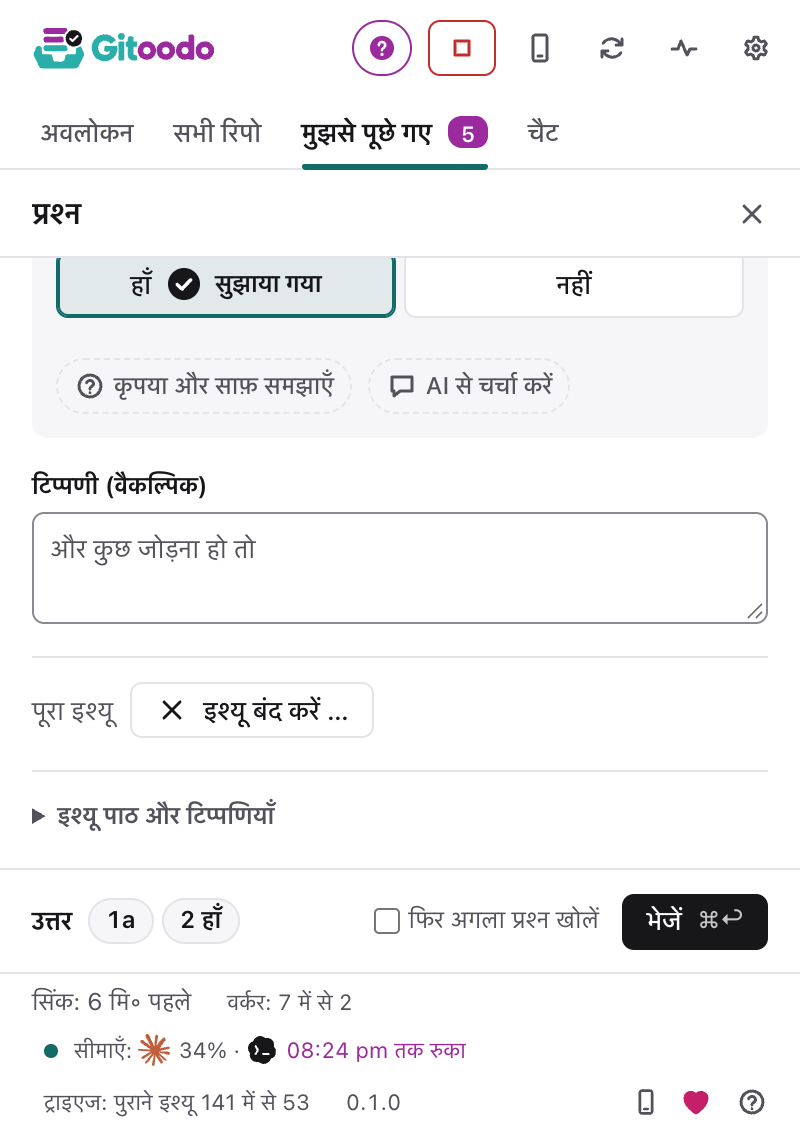 Gitoodo
अवलोकन सभी रिपो मुझसे पूछे गए 5 चैट
प्रश्न
हाँ सुझाया गया नहीं
कृपया और साफ़ समझाएँ AI से चर्चा करें
टिप्पणी (वैकल्पिक)
और कुछ जोड़ना हो तो
पूरा इश्यू इश्यू बंद करें ...
इश्यू पाठ और टिप्पणियाँ
उत्तर 1a 2 हाँ फिर अगला प्रश्न खोलें भेजें ⌘↩
सिंक: 6 मि॰ पहले वर्कर: 7 में से 2
सीमाएँ: 34% · 08:24 pm तक रुका
ट्राइएज: पुराने इश्यू 141 में से 53 0.1.0